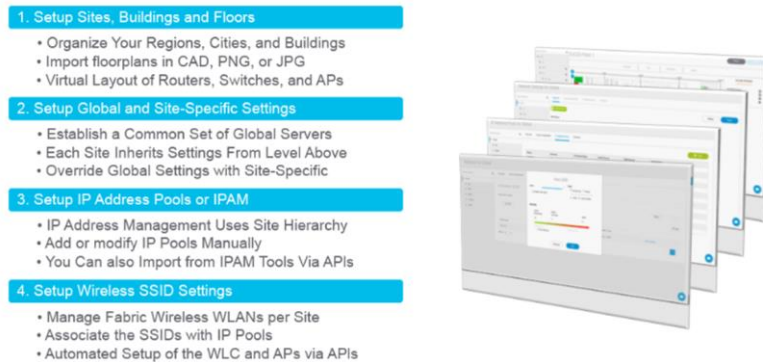 1. Setup Sites, Buildings and Floors
• Organize Your Regions, Cities, and Buildings
• Import floorplans in CAD, PNG, or JPG
• Virtual Layout of Routers, Switches, and APs
2. Setup Global and Site-Specific Settings
• Establish a Common Set of Global Servers
• Each Site Inherits Settings From Level Above
• Override Global Settings with Site-Specific
3. Setup IP Address Pools or IPAM
• IP Address Management Uses Site Hierarchy
• Add or modify IP Pools Manually
• You Can also Import from IPAM Tools Via APIs
4. Setup Wireless SSID Settings
• Manage Fabric Wireless WLANs per Site
• Associate the SSIDs with IP Pools
• Automated Setup of the WLC and APs via APIs